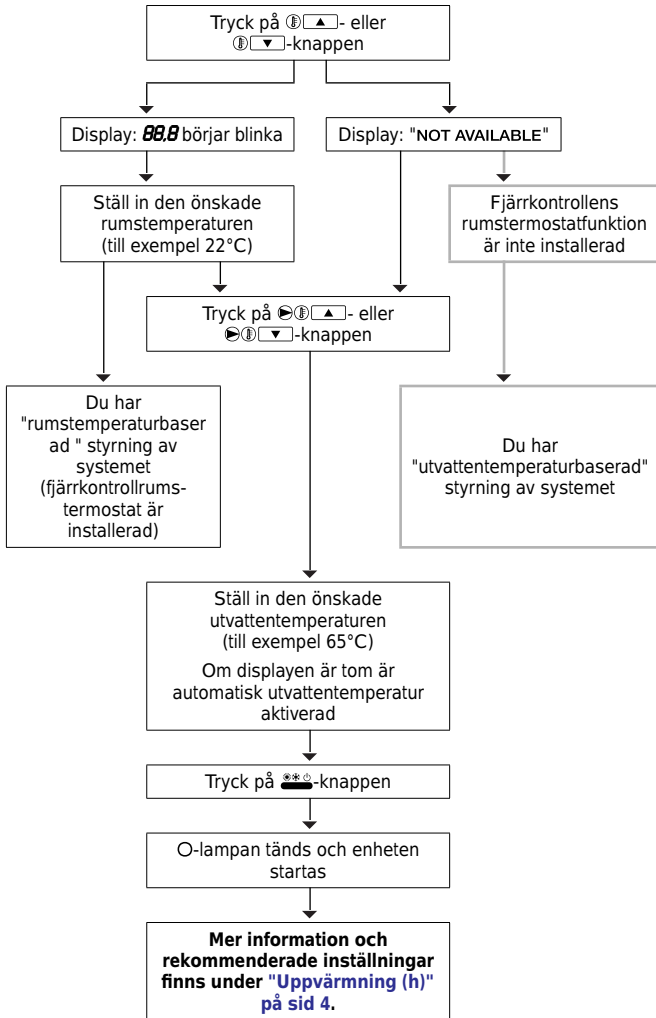 Tryck på ▲ - eller
▼ -knappen
Display: 88,8 börjar blinka
Display: "NOT AVAILABLE"
Ställ in den önskade
rumstemperaturen
(till exempel 22°C)
Fjärrkontrollens
rumstermostatfunktion
är inte installerad
Tryck på ▲ - eller
▼ -knappen
Du har
"rumstemperaturbaser
ad " styrning av
systemet
(fjärrkontrollrums-
termostat är
installerad)
Du har
"utvattentemperaturbaserad"
styrning av systemet
Ställ in den önskade
utvattentemperaturen
(till exempel 65°C)
Om displayen är tom är
automatisk utvattentemperatur
aktiverad
Tryck på -knappen
O-lampan tänds och enheten
startas
Mer information och
rekommenderade inställningar
finns under "Uppvärmning (h)"
på sid 4.